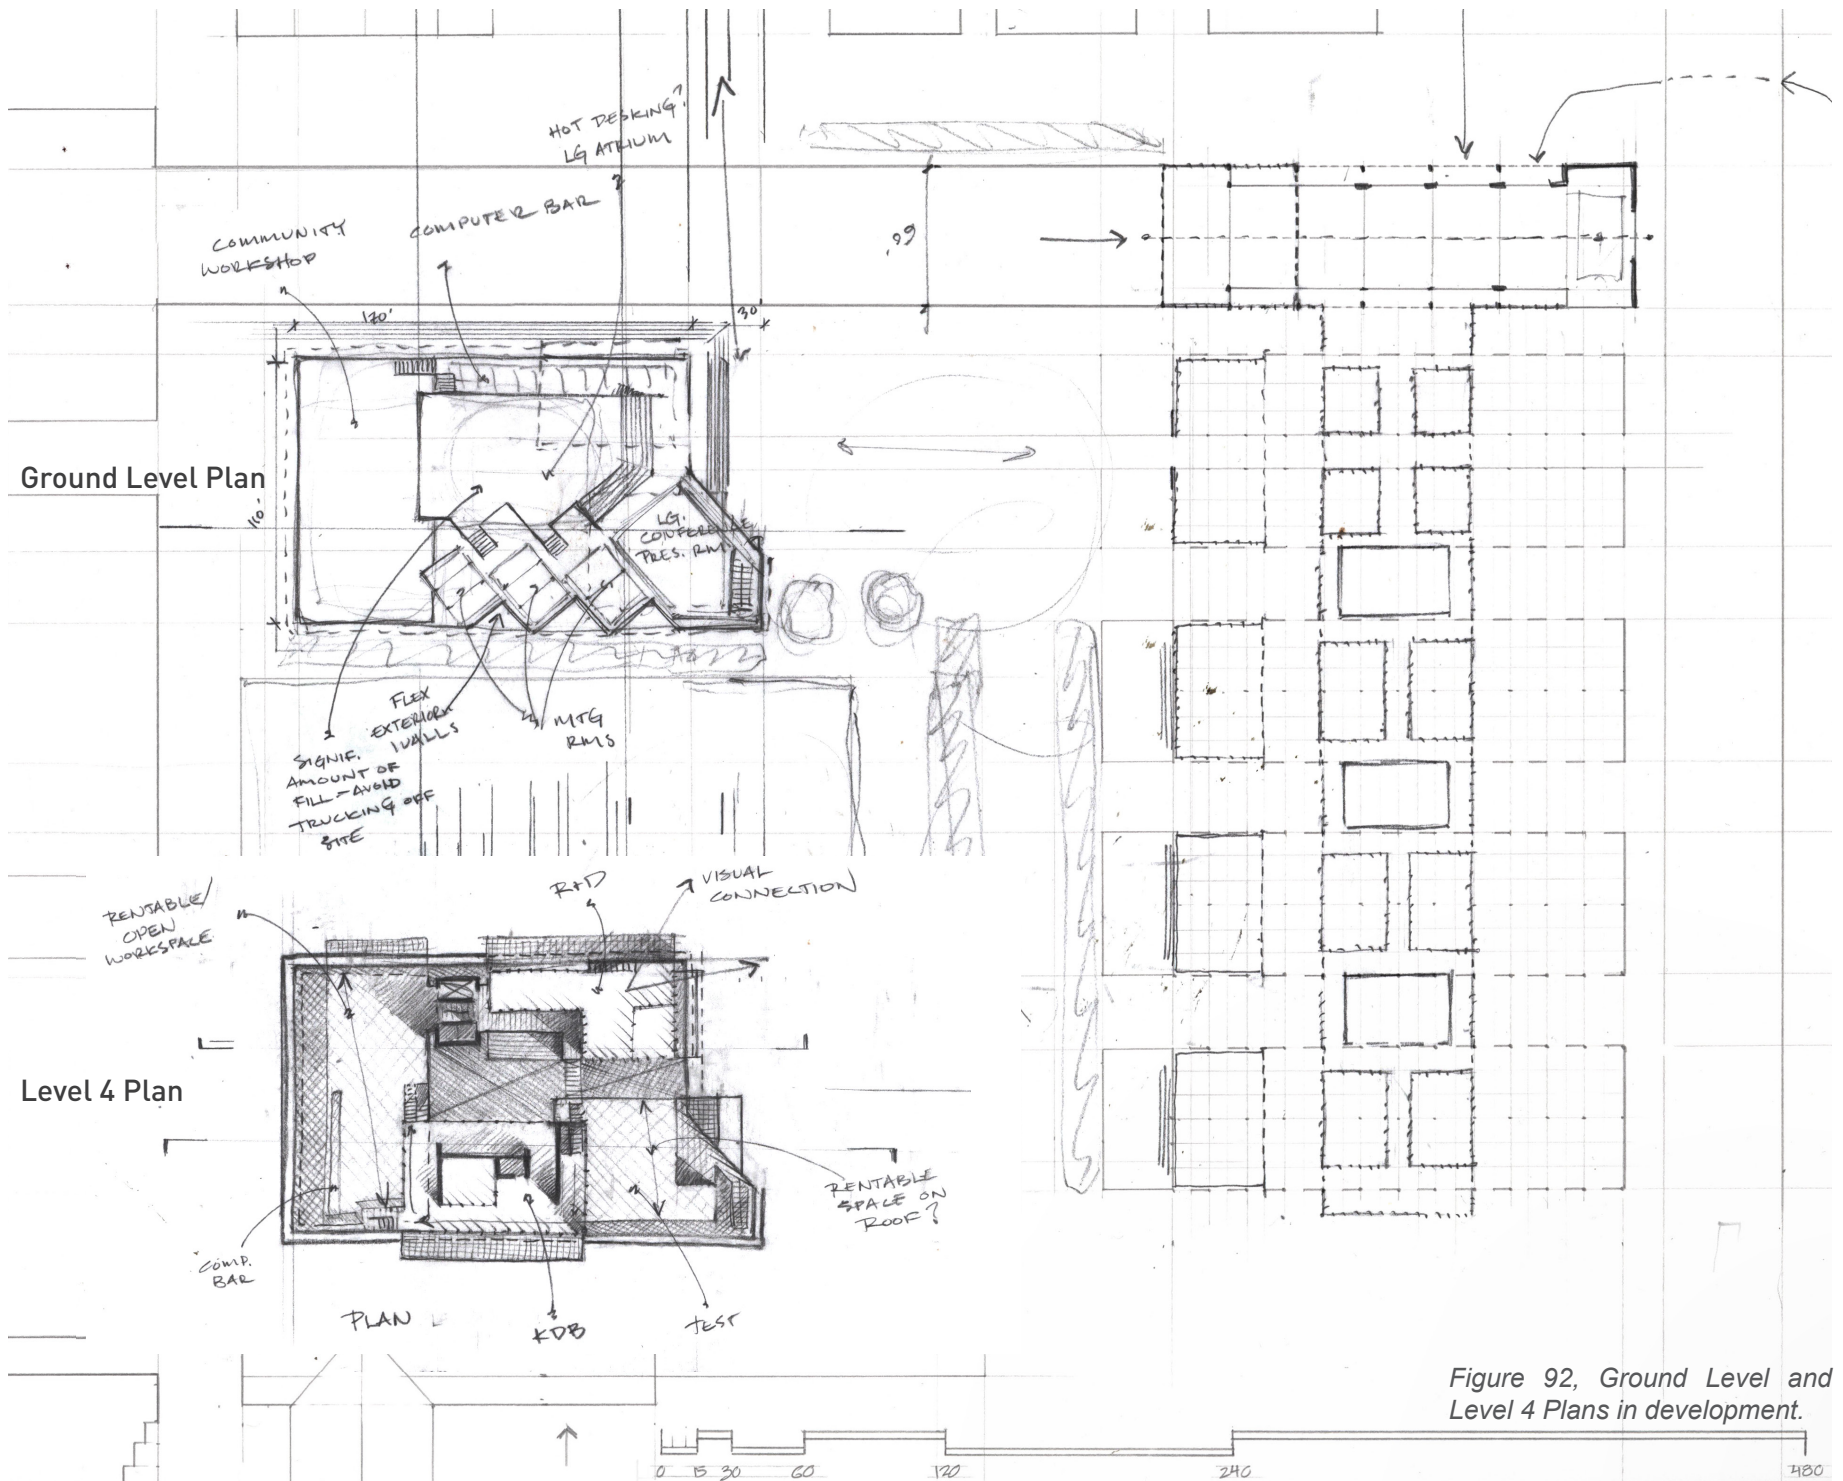 HOT DESKING?
LG ATRIUM
COMPUTER BAR
COMMUNITY
WORKSHOP
170'
30'
66'
Ground Level Plan
110'
LG.
CONFERENCE
PRES. RM
FLEX
EXTERIOR
WALLS
MTG
RMS
SIGNIF.
AMOUNT OF
FILL - AVOID
TRUCKING OFF
SITE
R+D
VISUAL
CONNECTION
RENTABLE/
OPEN
WORKSPACE
Level 4 Plan
RENTABLE
SPACE ON
ROOF?
COMP.
BAR
PLAN
KDB
TEST
Figure 92, Ground Level and
Level 4 Plans in development.
0 15 30 60 120 240 480